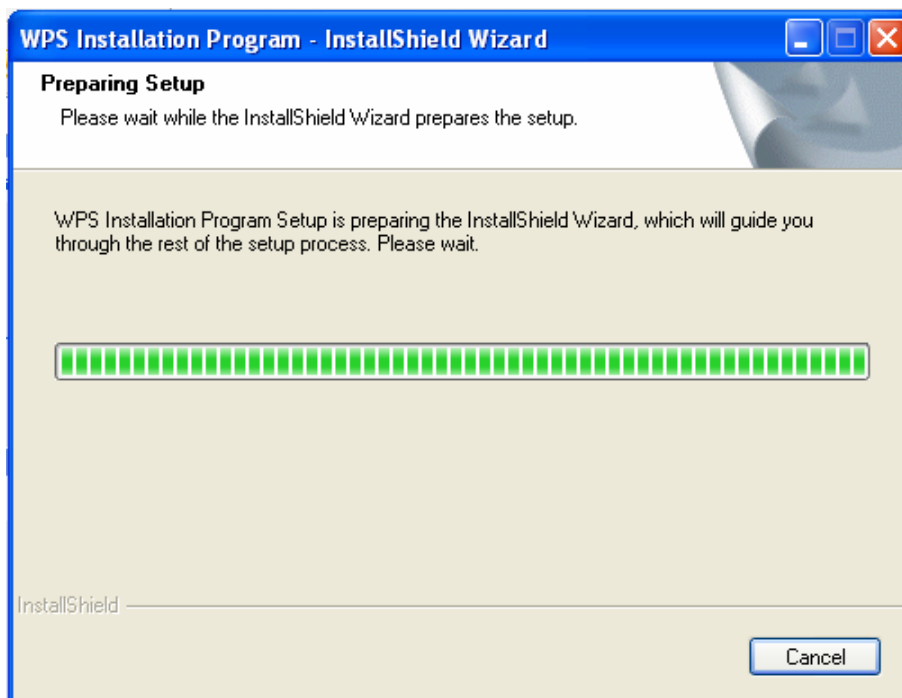 WPS Installation Program - InstallShield Wizard
Preparing Setup
Please wait while the InstallShield Wizard prepares the setup.
WPS Installation Program Setup is preparing the InstallShield Wizard, which will guide you
through the rest of the setup process. Please wait.
InstallShield
Cancel